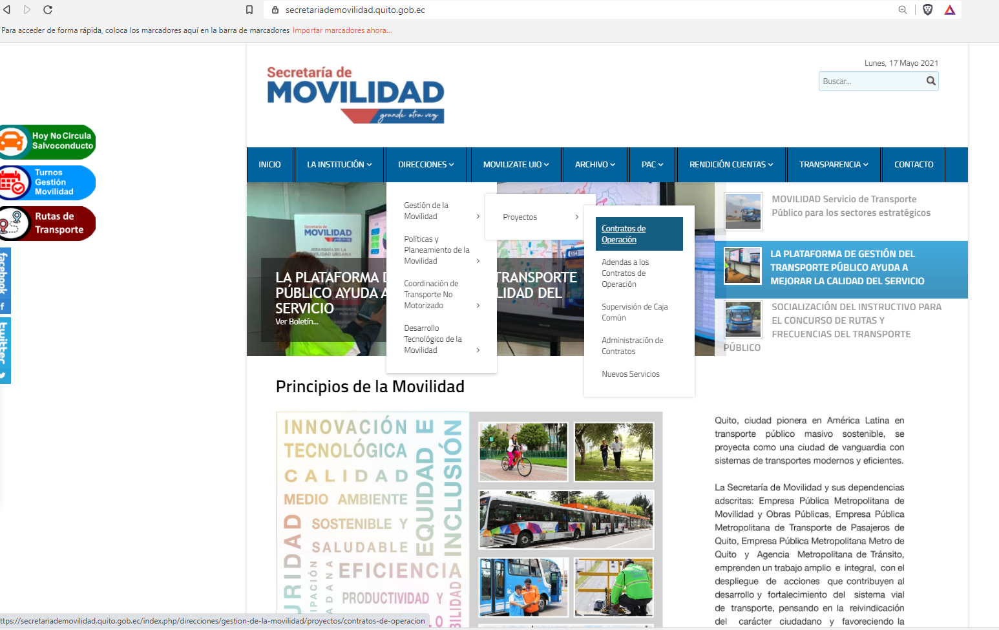 secretariademovilidad.quito.gob.ec
Para acceder de forma rápida, coloca los marcadores aquí en la barra de marcadores Importar marcadores ahora...
Lunes, 17 Mayo 2021
Buscar...
Secretaría de
MOVILIDAD
grande otra vez
Hoy No Circula
Salvoconducto
Turnos
Gestión
Movilidad
Rutas de
Transporte
facebook
f
twitter
INICIO
LA INSTITUCIÓN
DIRECCIONES
MOVILIZATE UIO
ARCHIVO
PAC
RENDICIÓN CUENTAS
TRANSPARENCIA
CONTACTO
Gestión de la
Movilidad
Políticas y
Planeamiento de la
Movilidad
Coordinación de
Transporte No
Motorizado
Desarrollo
Tecnológico de la
Movilidad
Proyectos
Contratos de
Operación
Adendas a los
Contratos de
Operación
Supervisión de Caja
Común
Administración de
Contratos
Nuevos Servicios
Secretaría de
MOVILIDAD
JERARQUÍA DE LA
MOVILIDAD URBANA
LA PLATAFORMA D TRANSPORTE
PÚBLICO AYUDA A LIDAD DEL
SERVICIO
Ver Boletín...
MOVILIDAD Servicio de Transporte
Público para los sectores estratégicos
LA PLATAFORMA DE GESTIÓN DEL
TRANSPORTE PÚBLICO AYUDA A
MEJORAR LA CALIDAD DEL SERVICIO
SOCIALIZACIÓN DEL INSTRUCTIVO PARA
EL CONCURSO DE RUTAS Y
FRECUENCIAS DEL TRANSPORTE
PÚBLICO
Principios de la Movilidad
INNOVACIÓN
TECNOLÓGICA
CALIDAD
MEDIO AMBIENTE
SOSTENIBLE Y
SALUDABLE
EQUIDAD E
INCLUSIÓN
EFICIENCIA
PRODUCTIVIDAD Y
URIDAD
IPACIÓN
ADANA
BILIDAD
Quito, ciudad pionera en América Latina en
transporte público masivo sostenible, se
proyecta como una ciudad de vanguardia con
sistemas de transportes modernos y eficientes.
La Secretaría de Movilidad y sus dependencias
adscritas: Empresa Pública Metropolitana de
Movilidad y Obras Públicas, Empresa Pública
Metropolitana de Transporte de Pasajeros de
Quito, Empresa Pública Metropolitana Metro de
Quito y Agencia Metropolitana de Tránsito,
emprenden un trabajo amplio e integral, con el
despliegue de acciones que contribuyen al
desarrollo y fortalecimiento del sistema vial
de transporte, pensando en la reivindicación
del carácter ciudadano y favoreciendo la
ttps://secretariademovilidad.quito.gob.ec/index.php/direcciones/gestion-de-la-movilidad/proyectos/contratos-de-operacion